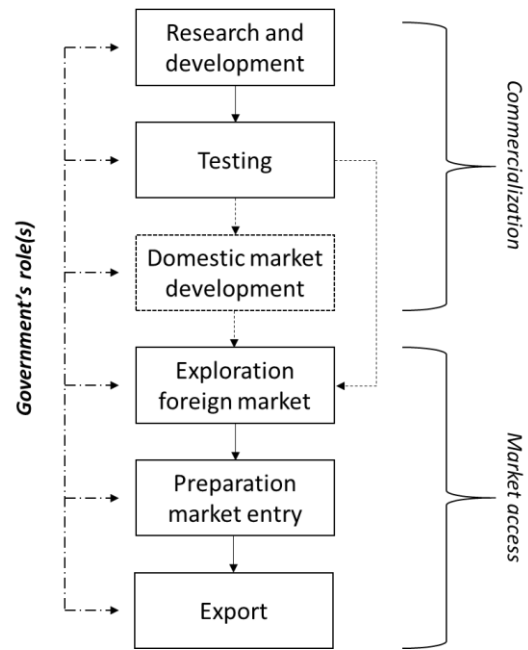 Research and
development
Testing
Domestic market
development
Exploration
foreign market
Preparation
market entry
Export
Government's role(s)
Commercialization
Market access